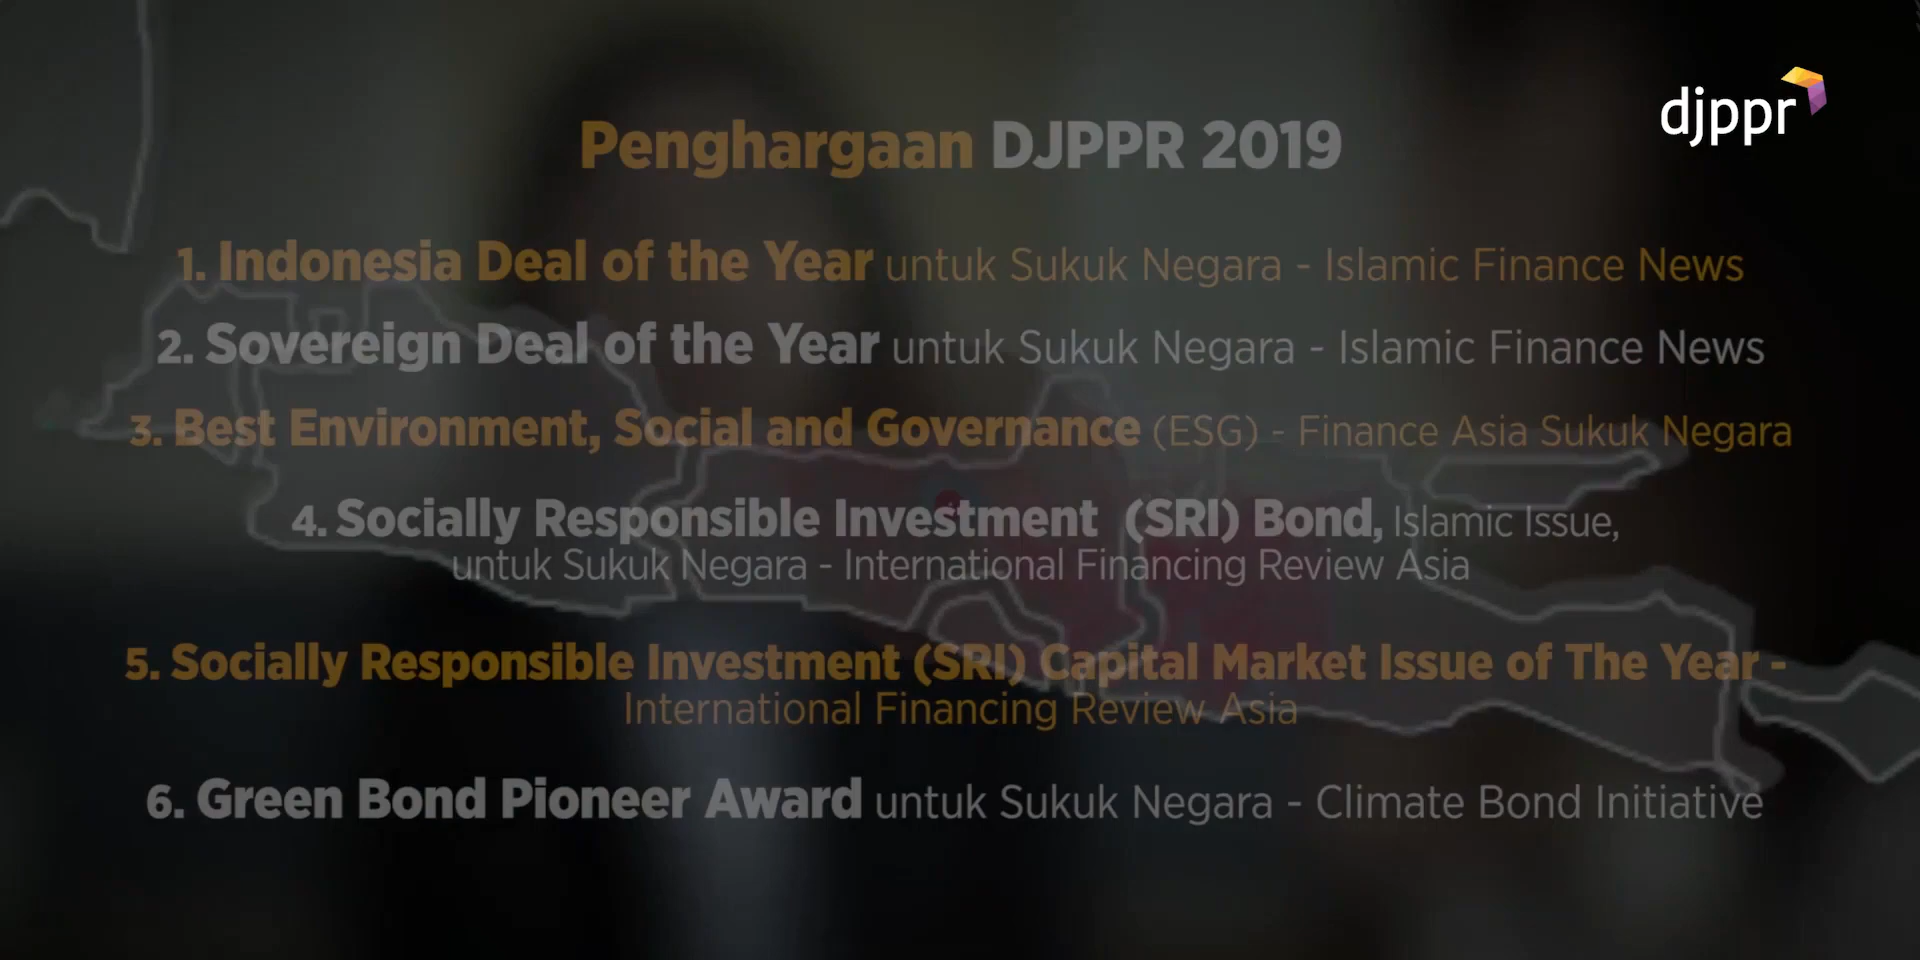 djppr
Penghargaan DJPPR 2019
1. Indonesia Deal of the Year untuk Sukuk Negara - Islamic Finance News
2. Sovereign Deal of the Year untuk Sukuk Negara - Islamic Finance News
3. Best Environment, Social and Governance (ESG) - Finance Asia Sukuk Negara
4. Socially Responsible Investment (SRI) Bond, Islamic Issue,
untuk Sukuk Negara - International Financing Review Asia
5. Socially Responsible Investment (SRI) Capital Market Issue of The Year -
International Financing Review Asia
6. Green Bond Pioneer Award untuk Sukuk Negara - Climate Bond Initiative